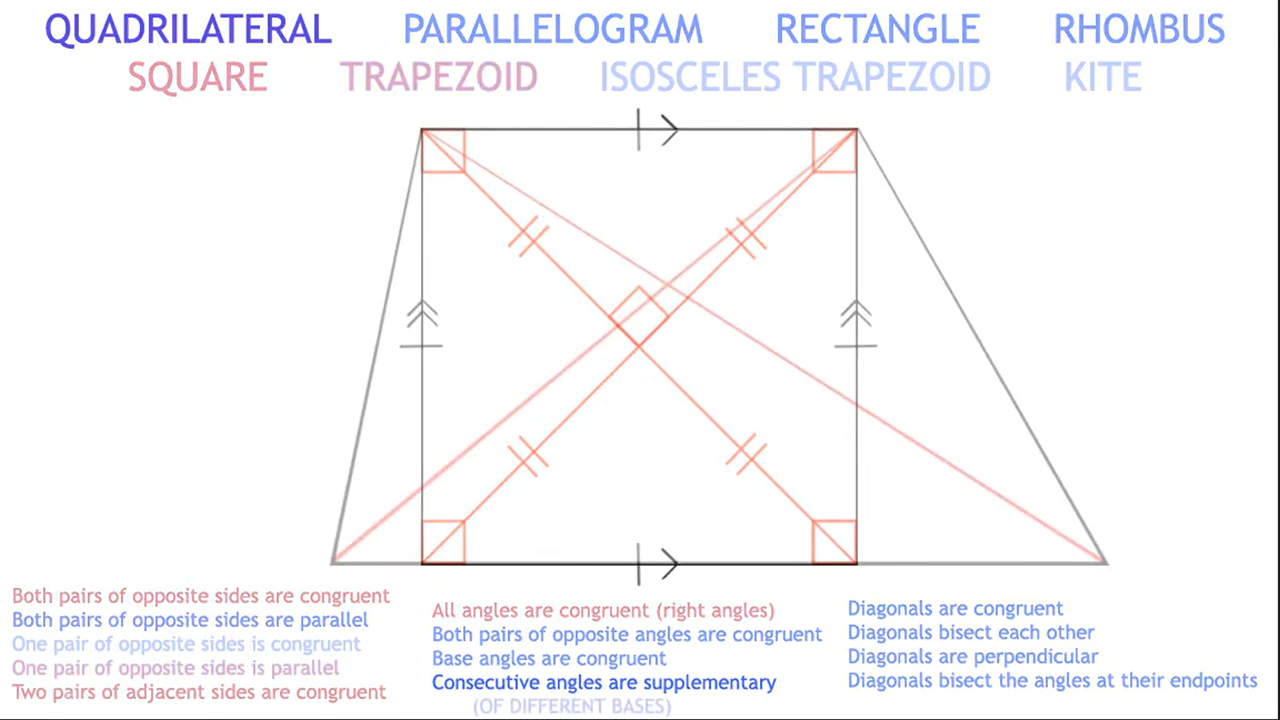 QUADRILATERAL PARALLELOGRAM RECTANGLE RHOMBUS
SQUARE TRAPEZOID ISOSCELES TRAPEZOID KITE
Both pairs of opposite sides are congruent
Both pairs of opposite sides are parallel
One pair of opposite sides is congruent
One pair of opposite sides is parallel
Two pairs of adjacent sides are congruent
All angles are congruent (right angles)
Both pairs of opposite angles are congruent
Base angles are congruent
Consecutive angles are supplementary
(OF DIFFERENT BASES)
Diagonals are congruent
Diagonals bisect each other
Diagonals are perpendicular
Diagonals bisect the angles at their endpoints